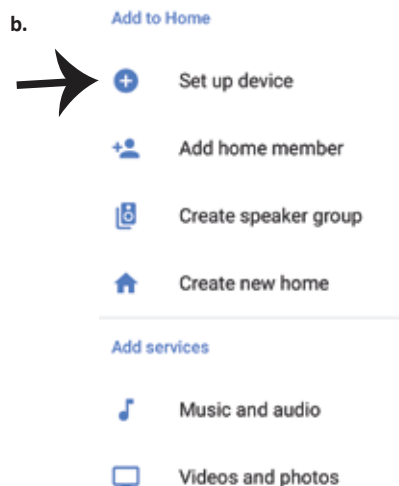 b.
Add to Home
Set up device
Add home member
Create speaker group
Create new home
Add services
Music and audio
Videos and photos